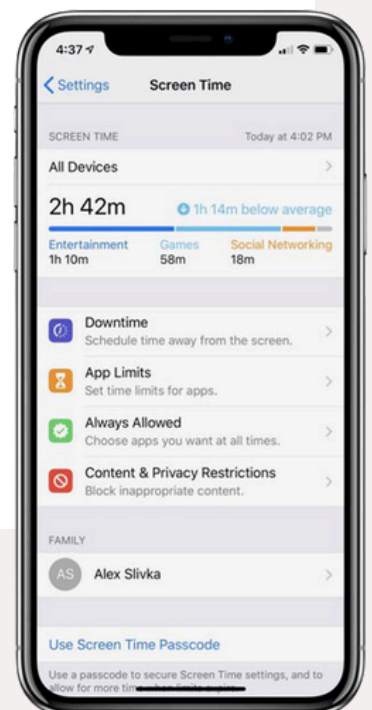 4:37
Settings Screen Time
SCREEN TIME Today at 4:02 PM
All Devices
2h 42m 1h 14m below average
Entertainment Games Social Networking
1h 10m 58m 18m
Downtime
Schedule time away from the screen.
App Limits
Set time limits for apps.
Always Allowed
Choose apps you want at all times.
Content & Privacy Restrictions
Block inappropriate content.
FAMILY
AS Alex Slivka
Use Screen Time Passcode
Use a passcode to secure Screen Time settings, and to
allow for more time when limits expire.